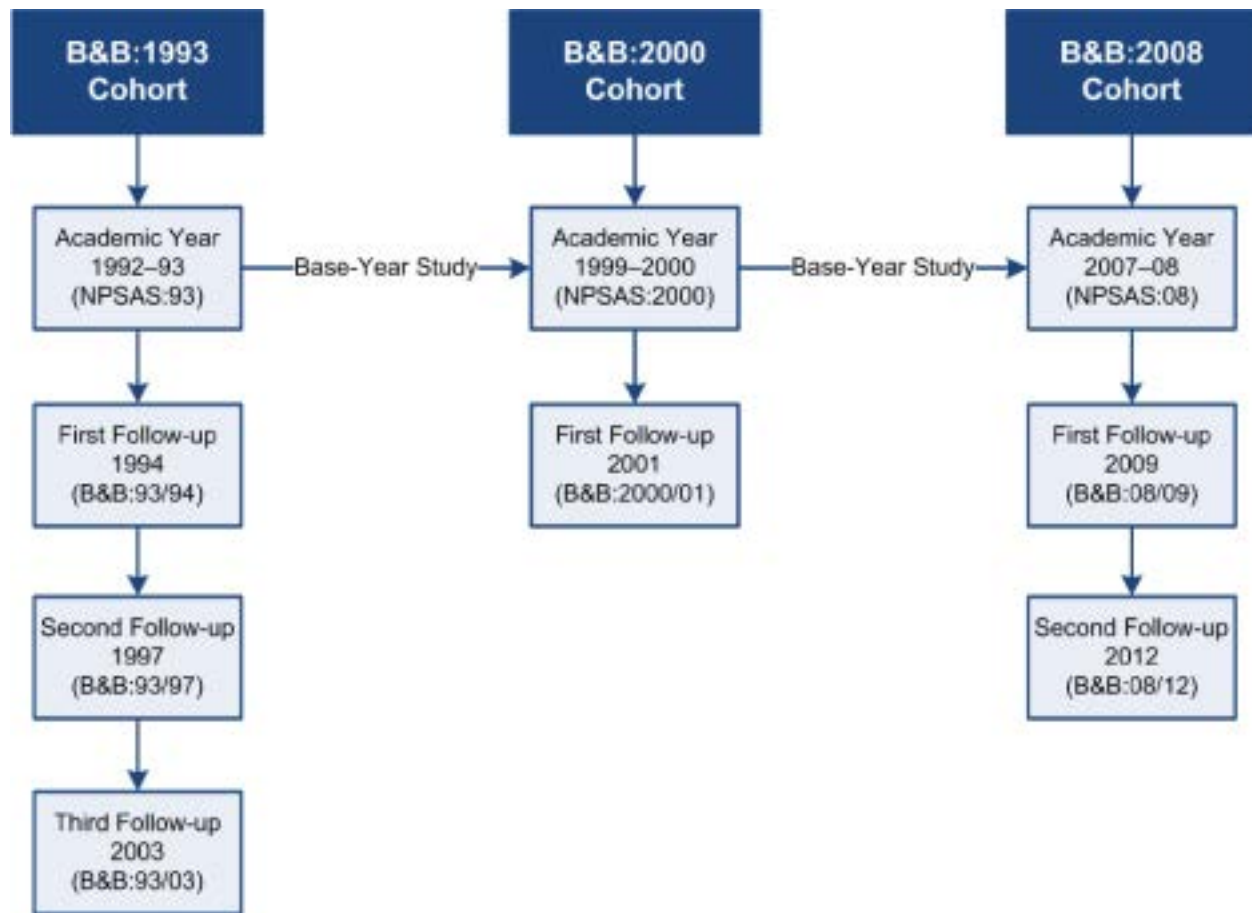 B&B:1993
Cohort
B&B:2000
Cohort
B&B:2008
Cohort
Academic Year
1992–93
(NPSAS:93)
Base-Year Study
Academic Year
1999–2000
(NPSAS:2000)
Base-Year Study
Academic Year
2007–08
(NPSAS:08)
First Follow-up
1994
(B&B:93/94)
First Follow-up
2001
(B&B:2000/01)
First Follow-up
2009
(B&B:08/09)
Second Follow-up
1997
(B&B:93/97)
Second Follow-up
2012
(B&B:08/12)
Third Follow-up
2003
(B&B:93/03)